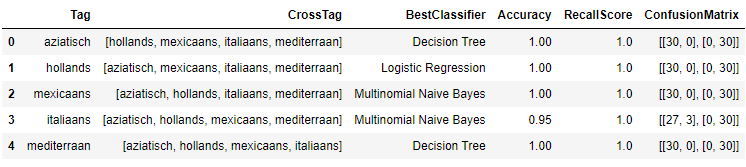 Tag CrossTag BestClassifier Accuracy RecallScore ConfusionMatrix
0 aziatisch [hollands, mexicaans, italiaans, mediterraan] Decision Tree 1.00 1.0 [[30, 0], [0, 30]]
1 hollands [aziatisch, mexicaans, italiaans, mediterraan] Logistic Regression 1.00 1.0 [[30, 0], [0, 30]]
2 mexicaans [aziatisch, hollands, italiaans, mediterraan] Multinomial Naive Bayes 1.00 1.0 [[30, 0], [0, 30]]
3 italiaans [aziatisch, hollands, mexicaans, mediterraan] Multinomial Naive Bayes 0.95 1.0 [[27, 3], [0, 30]]
4 mediterraan [aziatisch, hollands, mexicaans, italiaans] Decision Tree 1.00 1.0 [[30, 0], [0, 30]]